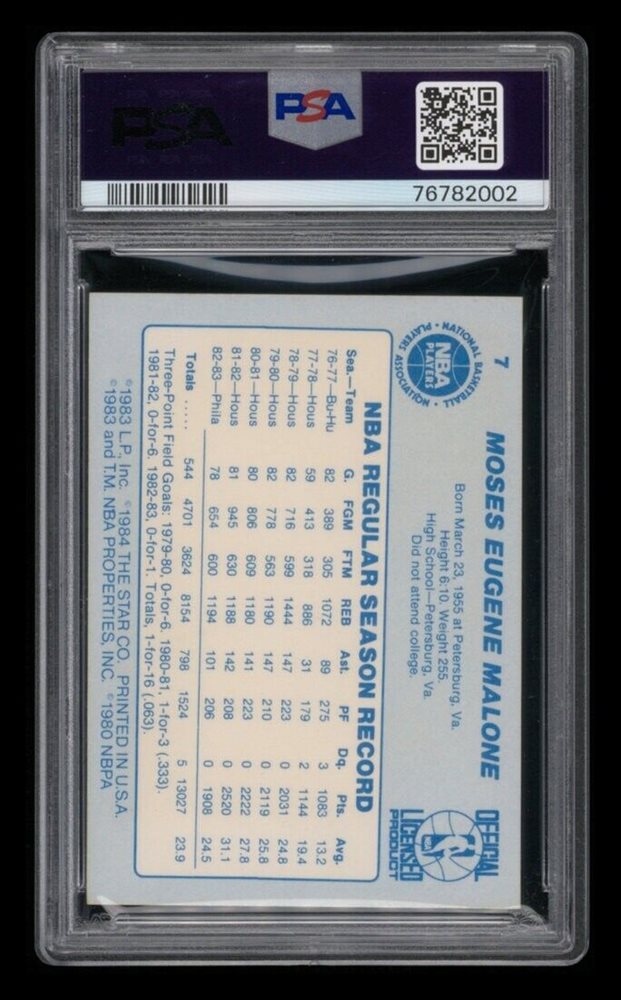 PSA
PSA
76782002
7
MOSES EUGENE MALONE
NATIONAL BASKETBALL
NBA
PLAYERS
PLAYERS ASSOCIATION
Born March 23, 1955 at Petersburg, Va.
Height 6:10. Weight 255.
High School—Petersburg, Va.
Did not attend college.
OFFICIAL
NBA
LICENSED
PRODUCT
NBA REGULAR SEASON RECORD
Sea.—Team G. FGM FTM REB Ast. PF Dq. Pts. Avg.
76-77—Bu-Hu 82 389 305 1072 89 275 3 1083 13.2
77-78—Hous 59 413 318 886 31 179 2 1144 19.4
78-79—Hous 82 716 599 1444 147 223 0 2031 24.8
79-80—Hous 82 778 563 1190 147 210 0 2119 25.8
80-81—Hous 80 806 609 1180 141 223 0 2222 27.8
81-82—Hous 81 945 630 1188 142 208 0 2520 31.1
82-83—Phila 78 654 600 1194 101 206 0 1908 24.5
Totals ..... 544 4701 3624 8154 798 1524 5 13027 23.9
Three-Point Field Goals: 1979-80, 0-for-6. 1980-81, 1-for-3 (.333).
1981-82, 0-for-6. 1982-83, 0-for-1. Totals, 1-for-16 (.063).
©1983 L.P., Inc. ©1984 THE STAR CO. PRINTED IN U.S.A.
©1983 and T.M. NBA PROPERTIES, INC. ©1980 NBPA